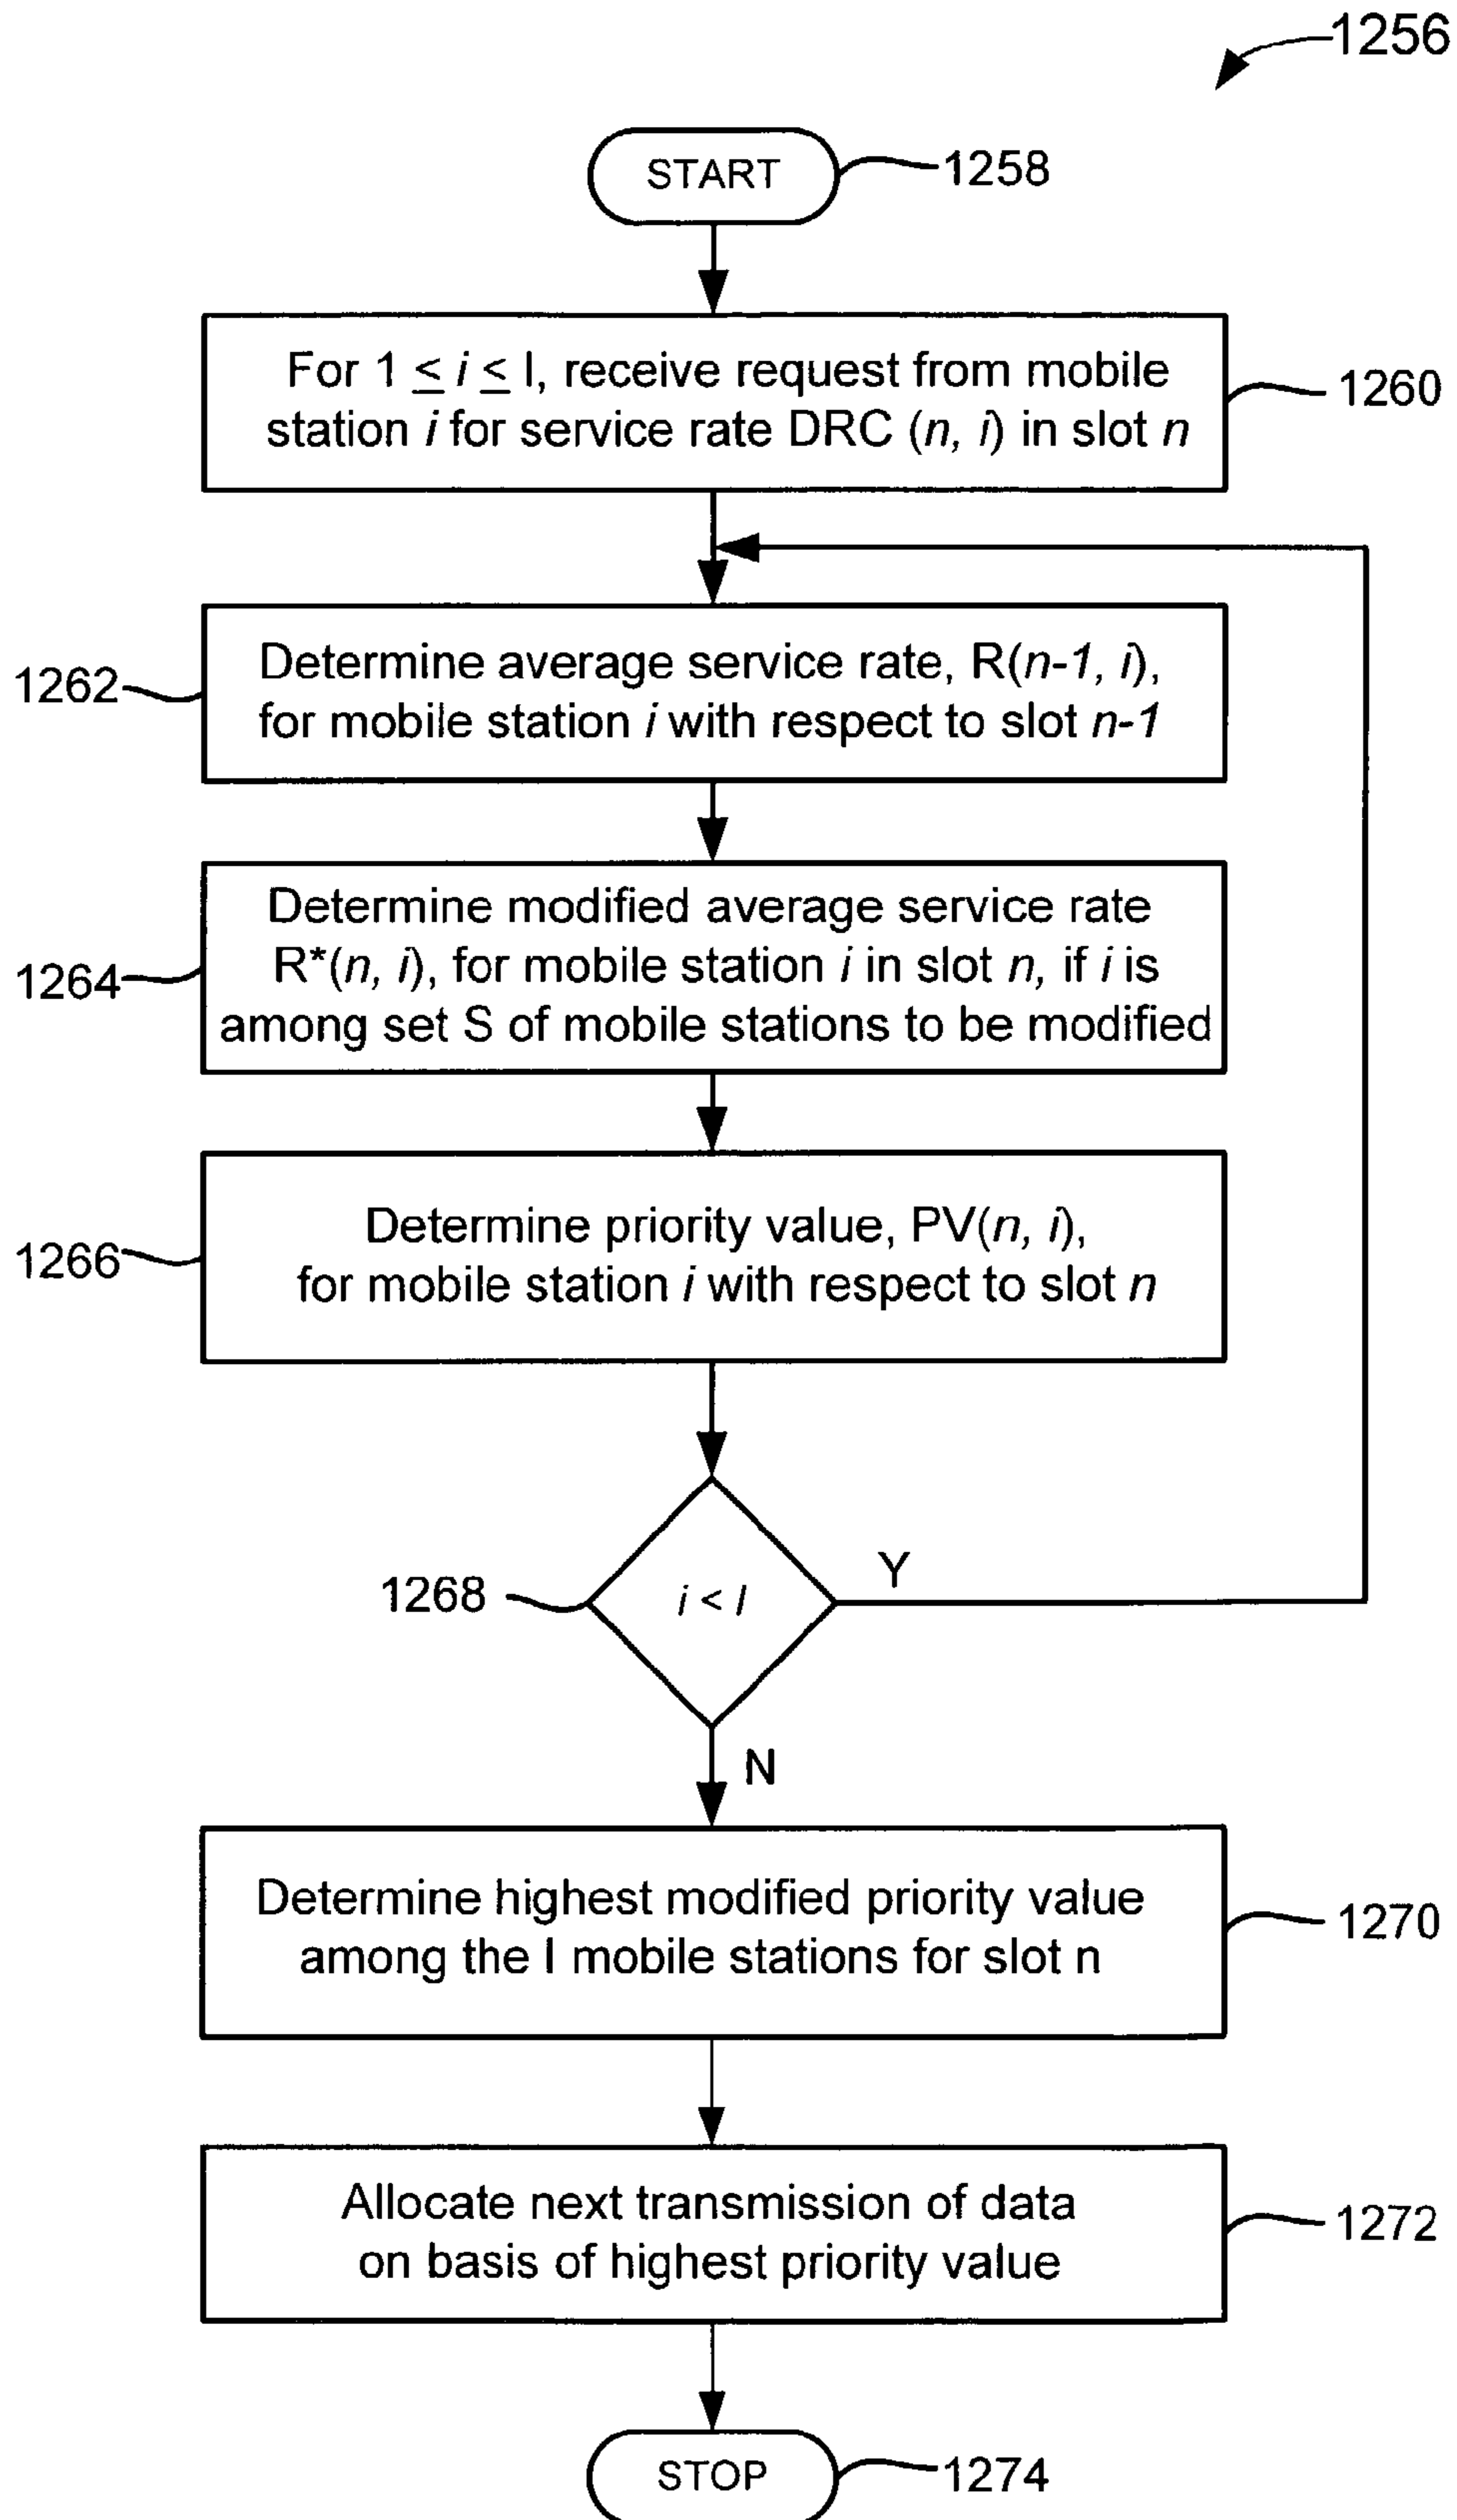 1256
START
1258
For 1 ≤ i ≤ I, receive request from mobile
station i for service rate DRC (n, i) in slot n
1260
Determine average service rate, R(n-1, i),
for mobile station i with respect to slot n-1
1262
Determine modified average service rate
R*(n, i), for mobile station i in slot n, if i is
among set S of mobile stations to be modified
1264
Determine priority value, PV(n, i),
for mobile station i with respect to slot n
1266
i < I
1268
Y
N
Determine highest modified priority value
among the I mobile stations for slot n
1270
Allocate next transmission of data
on basis of highest priority value
1272
STOP
1274